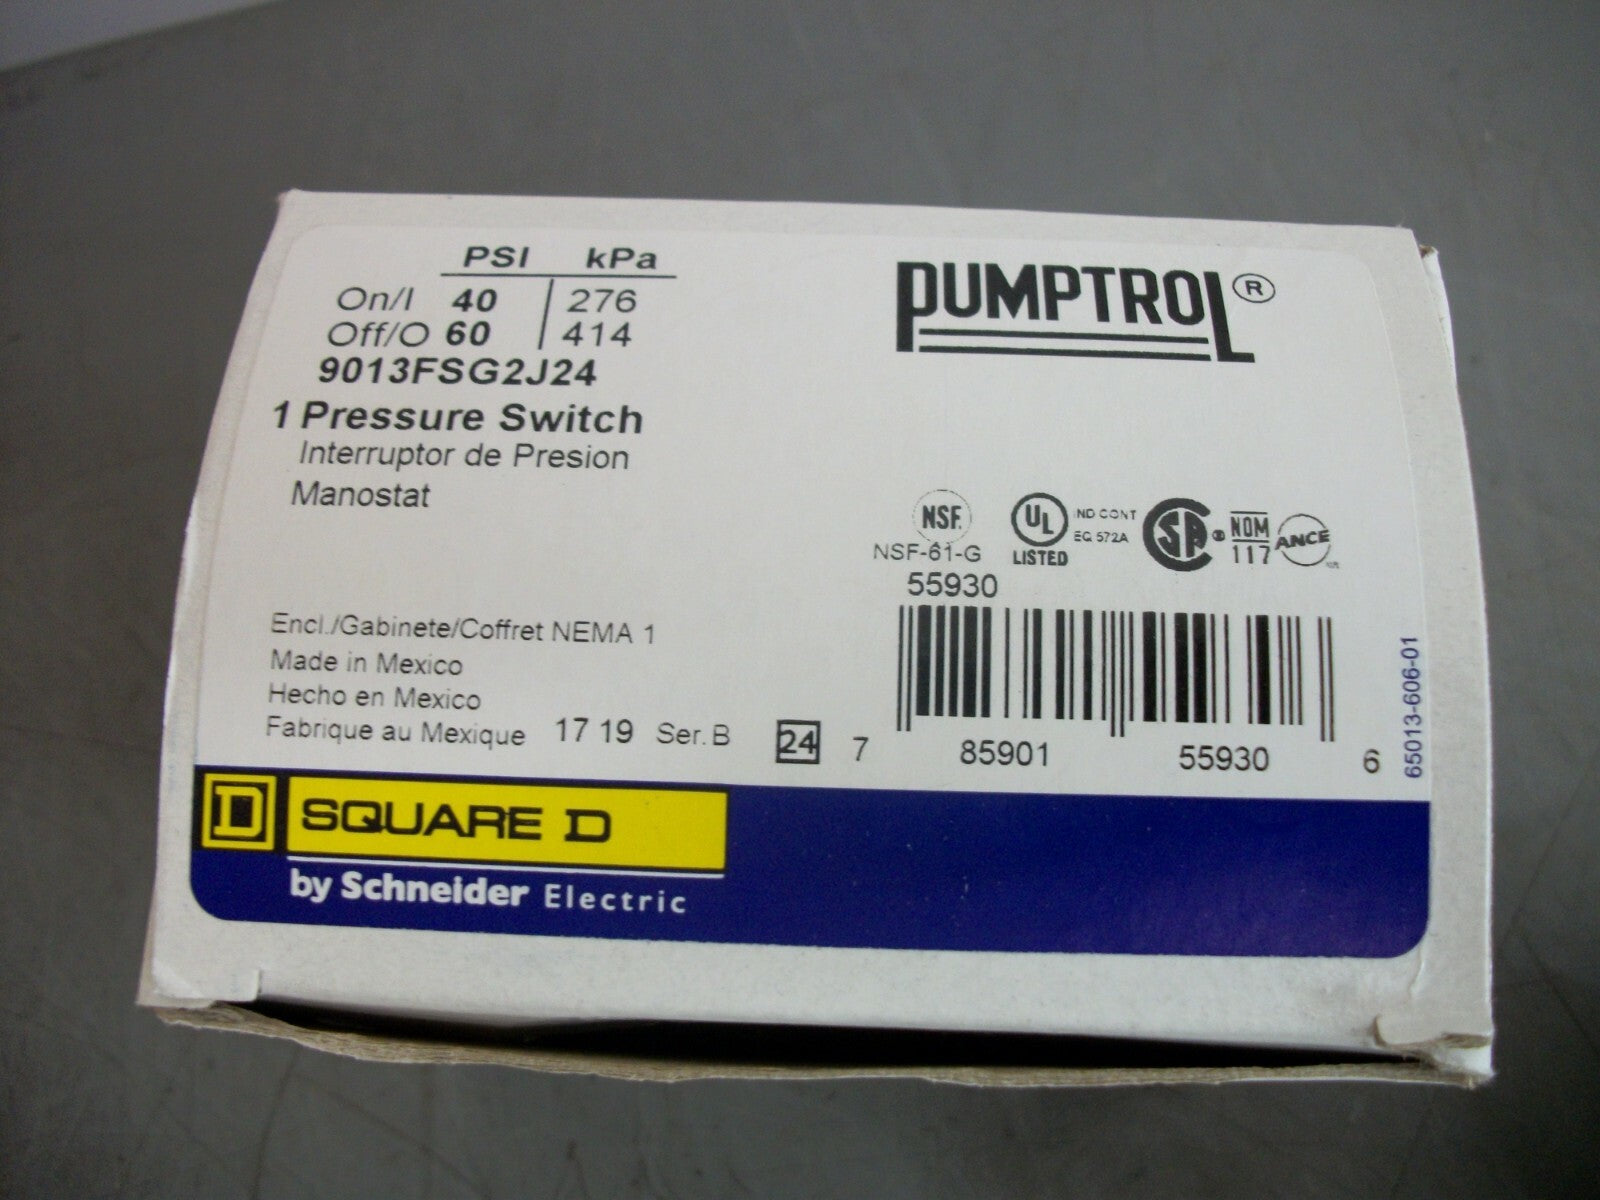 PSI kPa
On/I 40 276
Off/O 60 414
9013FSG2J24
1 Pressure Switch
Interruptor de Presion
Manostat
PUMPTROL®
NSF.
NSF-61-G
UL
LISTED
IND CONT
EQ 572A
SA ®
NOM
117
ANCE
55930
Encl./Gabinete/Coffret NEMA 1
Made in Mexico
Hecho en Mexico
Fabrique au Mexique 17 19 Ser. B
24
7 85901 55930 6
65013-606-01
D SQUARE D
by Schneider Electric